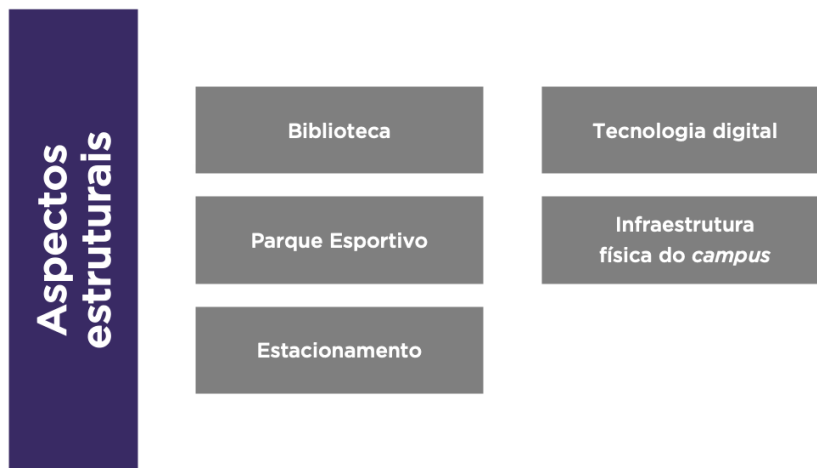 Aspectos
estruturais
Biblioteca
Tecnologia digital
Parque Esportivo
Infraestrutura
física do campus
Estacionamento